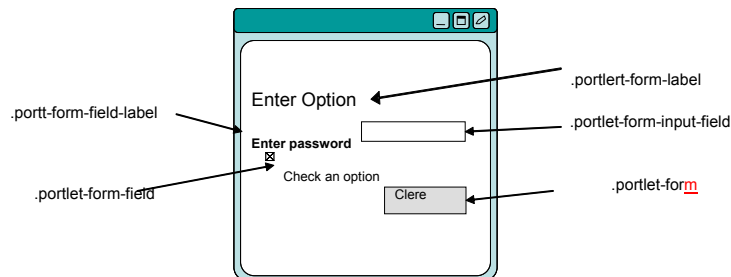 .portlert-form-label
Enter Option
.portt-form-field-label
.portlet-form-input-field
Enter password
Check an option
.portlet-form-field
Clere
.portlet-form